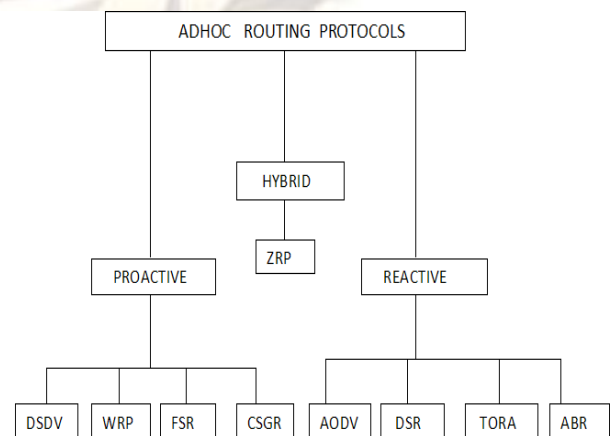 ADHOC ROUTING PROTOCOLS
HYBRID
ZRP
PROACTIVE
REACTIVE
DSDV
WRP
FSR
CSGR
AODV
DSR
TORA
ABR